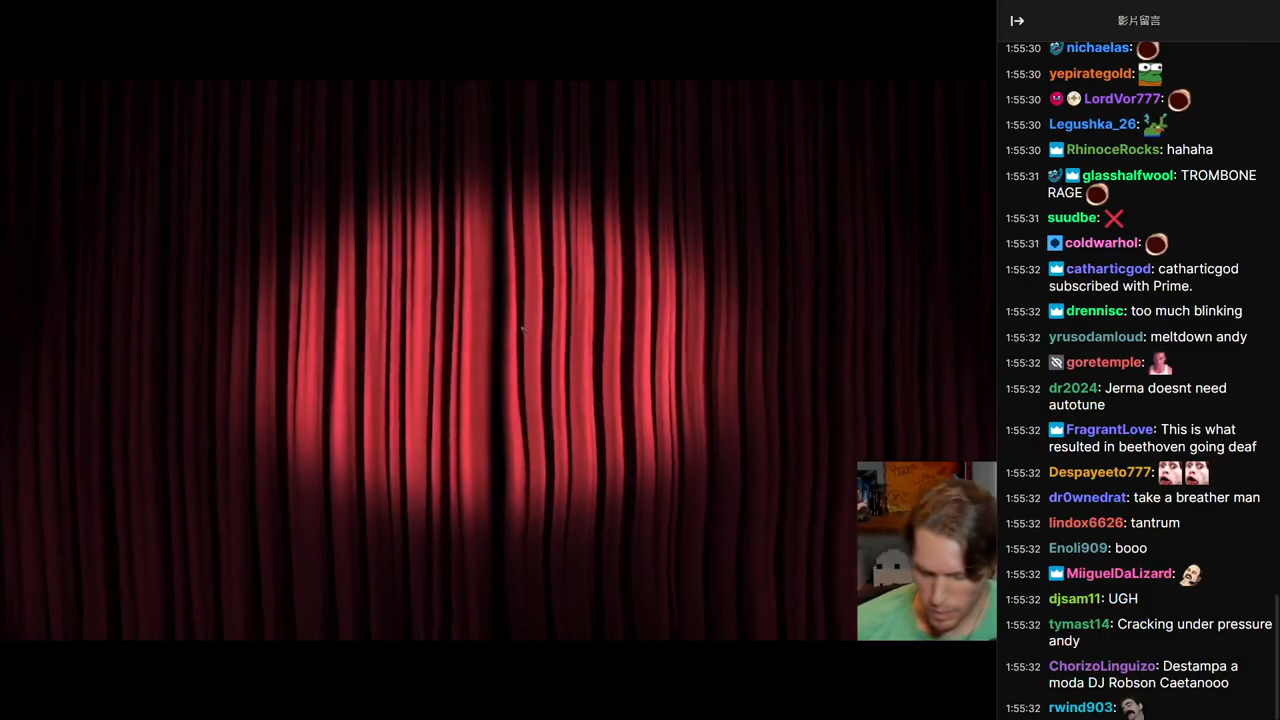 影片留言
1:55:30 nichaelas:
1:55:30 yepirategold:
1:55:30 LordVor777:
1:55:30 Legushka_26:
1:55:30 RhinoceRocks: hahaha
1:55:31 glasshalfwool: TROMBONE
RAGE
1:55:31 suudbe:
1:55:31 coldwarhol:
1:55:32 catharticgod: catharticgod
subscribed with Prime.
1:55:32 drennisc: too much blinking
1:55:32 yrusodamloud: meltdown andy
1:55:32 goretemple:
1:55:32 dr2024: Jerma doesnt need
autotune
1:55:32 FragrantLove: This is what
resulted in beethoven going deaf
1:55:32 Despayeeto777:
1:55:32 dr0wnedrat: take a breather man
1:55:32 lindox6626: tantrum
1:55:32 Enoli909: booo
1:55:32 MiiguelDaLizard:
1:55:32 djsam11: UGH
1:55:32 tymast14: Cracking under pressure
andy
1:55:32 ChorizoLinguizo: Destampa a
moda DJ Robson Caetanooo
1:55:32 rwind903: